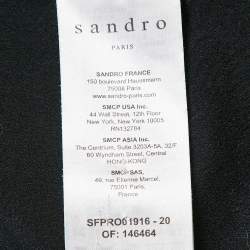 sandro
PARIS
SANDRO FRANCE
150 boulevard Haussmann
75008 Paris
www.sandro-paris.com
SMCP USA Inc.
44 Wall Street, 12th Floor
New York, New York 10005
RN132784
SMCP ASIA Inc.
The Centrium, Suite 3203A-5A, 32/F
60 Wyndham Street, Central
HONG-KONG
SMCP SAS,
49, rue Etienne Marcel,
75001 Paris,
France
SFPRO01916 - 20
OF: 146464